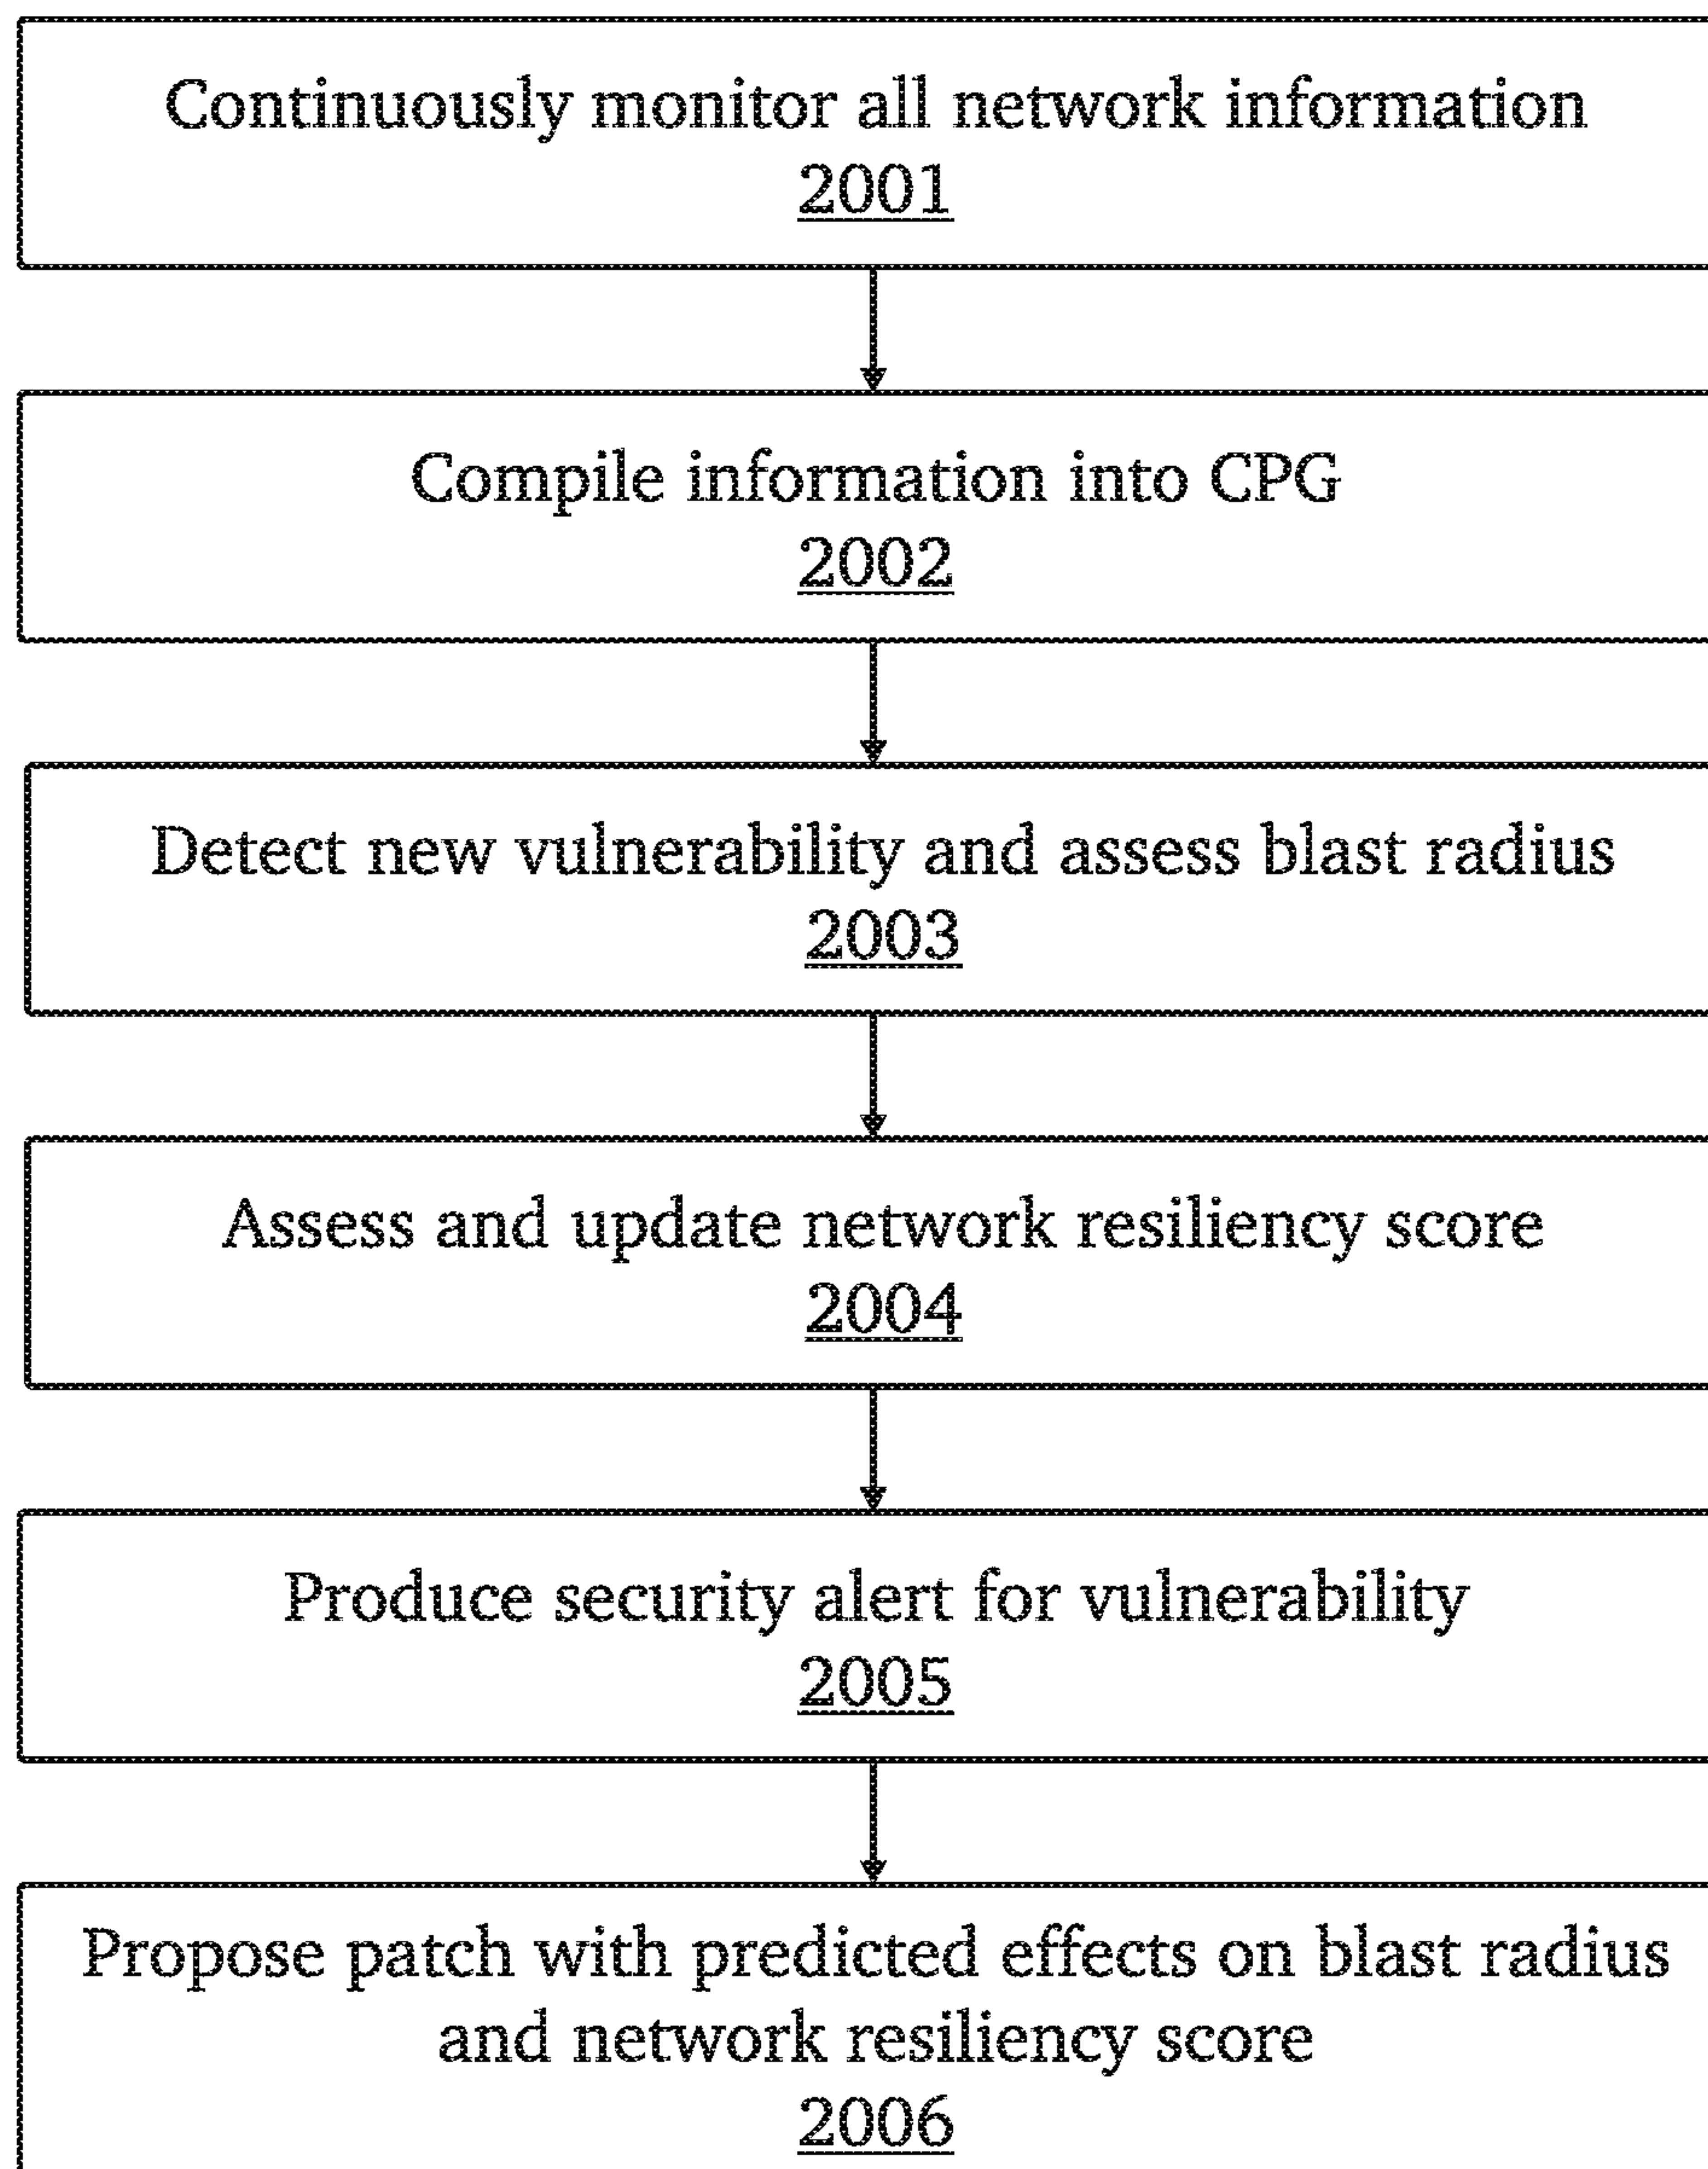 Continuously monitor all network information
2001
Compile information into CPG
2002
Detect new vulnerability and assess blast radius
2003
Assess and update network resiliency score
2004
Produce security alert for vulnerability
2005
Propose patch with predicted effects on blast radius
and network resiliency score
2006